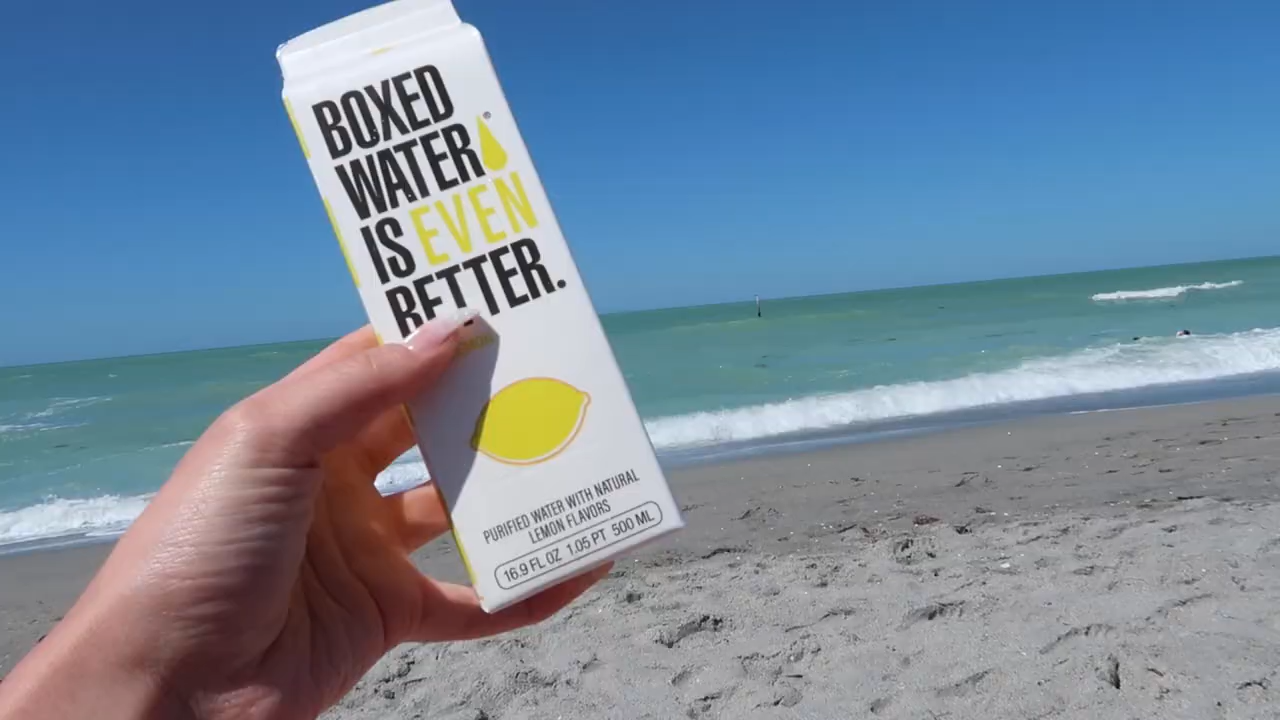 BOXED
WATER®
IS EVEN
BETTER.
PURIFIED WATER WITH NATURAL
LEMON FLAVORS
16.9 FL OZ 1.05 PT 500 ML